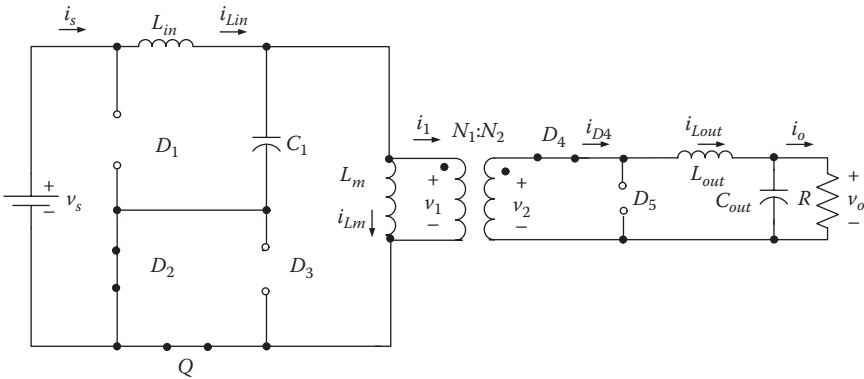 i_s
L_in
i_Lin
D_1
C_1
i_1
N_1:N_2
D_4
i_D4
i_Lout
i_o
L_m
L_out
+
v_s
−
+
v_1
−
+
v_2
−
D_5
C_out
R
+
v_o
−
i_Lm
D_2
D_3
Q